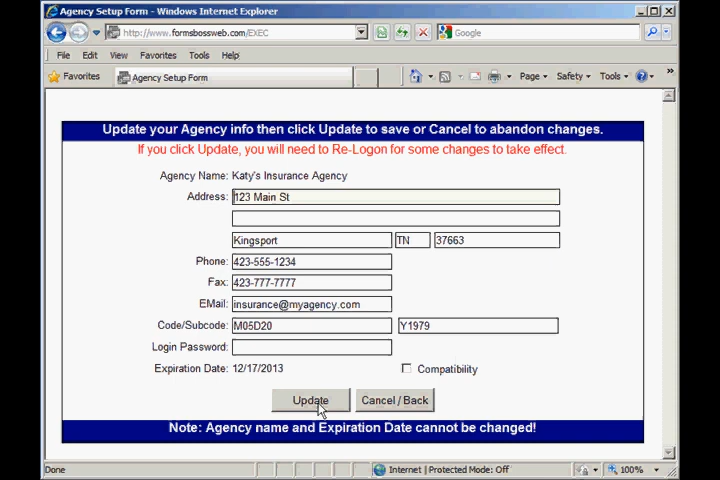 Agency Setup Form - Windows Internet Explorer
http://www.formsbossweb.com/EXEC
Google
File Edit View Favorites Tools Help
Favorites Agency Setup Form Page Safety Tools
Update your Agency info then click Update to save or Cancel to abandon changes.
If you click Update, you will need to Re-Logon for some changes to take effect.
Agency Name: Katy's Insurance Agency
Address: 123 Main St
Kingsport TN 37663
Phone: 423-555-1234
Fax: 423-777-7777
EMail: insurance@myagency.com
Code/Subcode: M05D20 Y1979
Login Password:
Expiration Date: 12/17/2013 Compatibility
Update Cancel / Back
Note: Agency name and Expiration Date cannot be changed!
Done Internet | Protected Mode: Off 100%